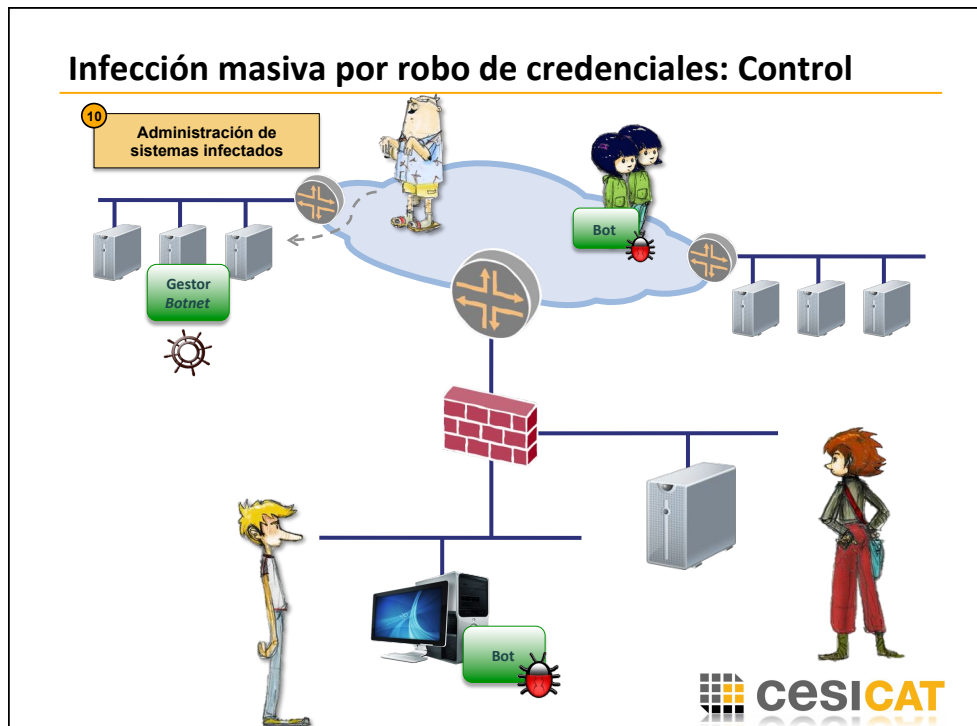 Infección masiva por robo de credenciales: Control
10
Administración de
sistemas infectados
Bot
Gestor
Botnet
Bot
CESICAT